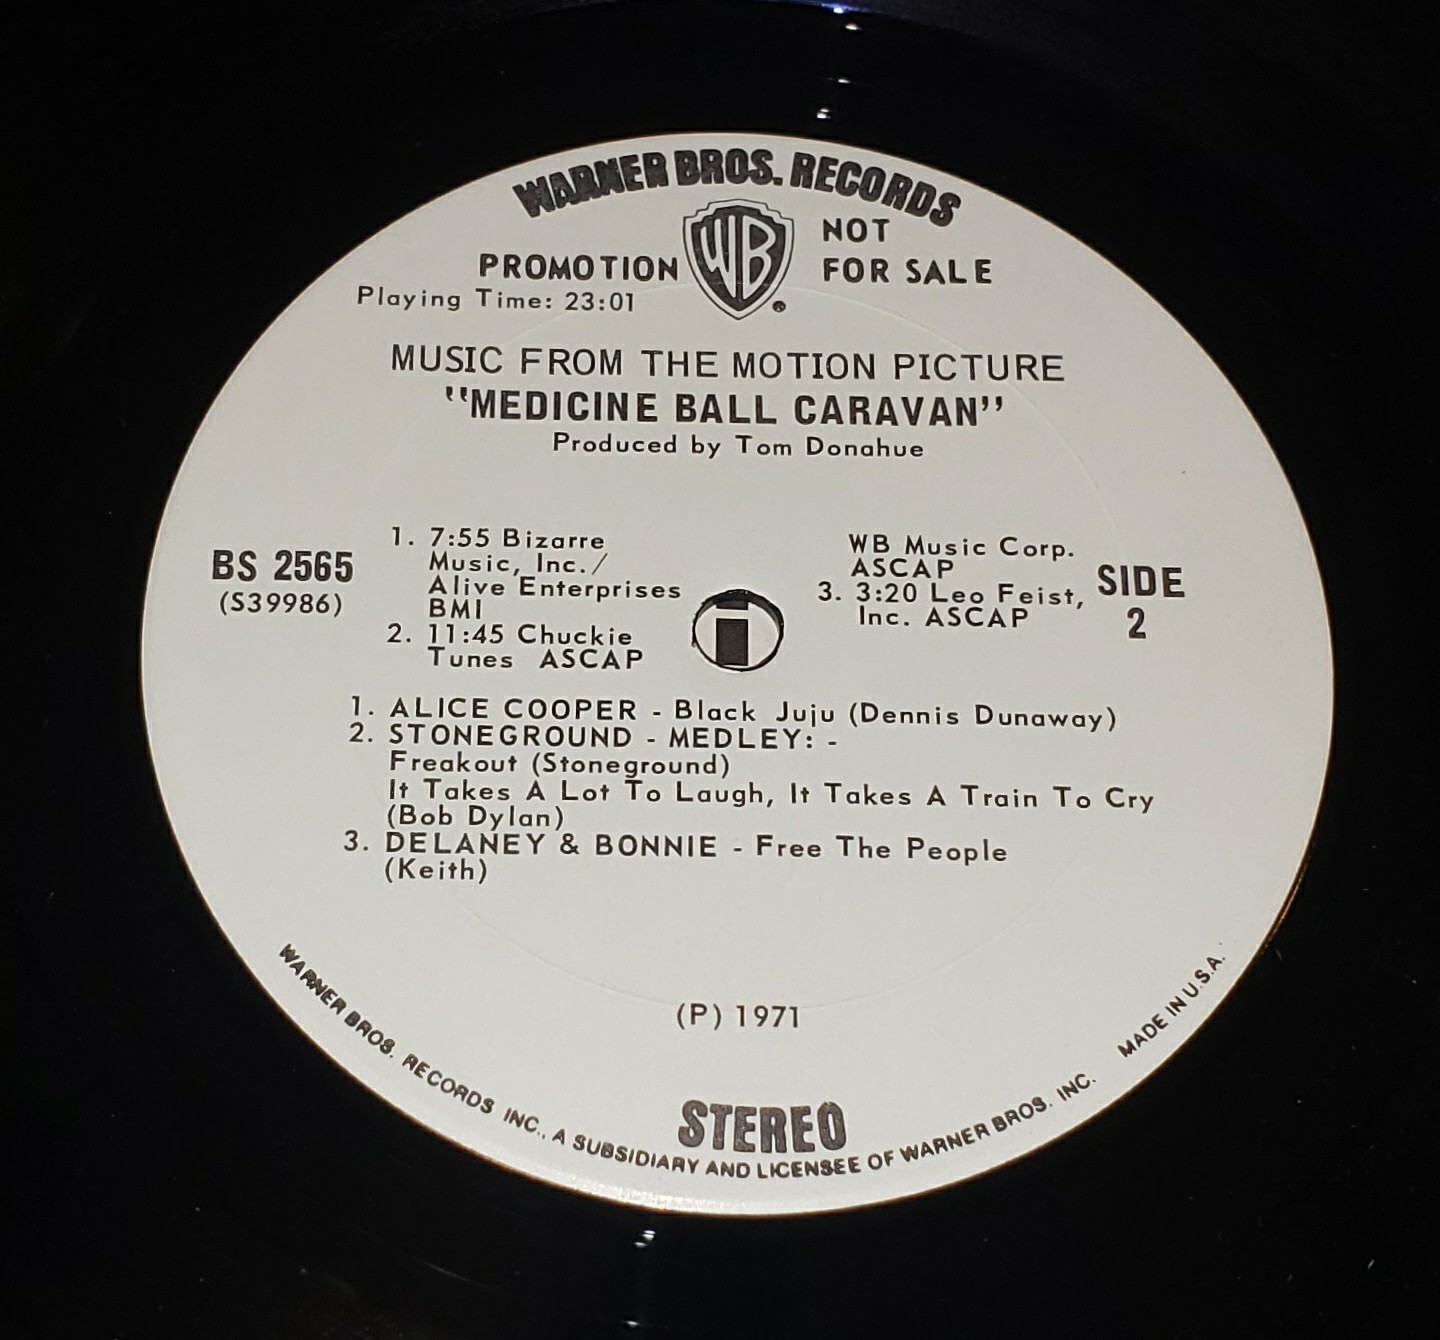 WARNER BROS. RECORDS
WB
PROMOTION
NOT
FOR SALE
Playing Time: 23:01
MUSIC FROM THE MOTION PICTURE
"MEDICINE BALL CARAVAN"
Produced by Tom Donahue
BS 2565
(S39986)
1. 7:55 Bizarre
Music, Inc./
Alive Enterprises
BMI
2. 11:45 Chuckie
Tunes ASCAP
WB Music Corp.
ASCAP
3. 3:20 Leo Feist,
Inc. ASCAP
SIDE
2
1. ALICE COOPER - Black Juju (Dennis Dunaway)
2. STONEGROUND - MEDLEY: -
Freakout (Stoneground)
It Takes A Lot To Laugh, It Takes A Train To Cry
(Bob Dylan)
3. DELANEY & BONNIE - Free The People
(Keith)
(P) 1971
STEREO
WARNER BROS. RECORDS INC., A SUBSIDIARY AND LICENSEE OF WARNER BROS. INC. MADE IN U.S.A.